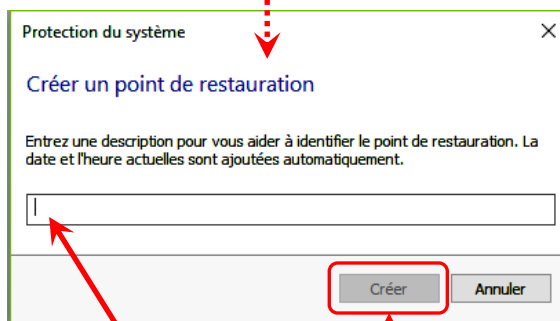 Protection du système
Créer un point de restauration
Entrez une description pour vous aider à identifier le point de restauration. La
date et l'heure actuelles sont ajoutées automatiquement.
Créer
Annuler